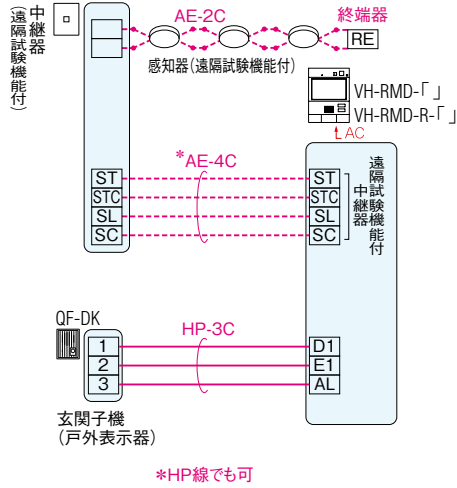 中継器
(遠隔試験機能付)
AE-2C
終端器
RE
感知器(遠隔試験機能付)
VH-RMD-「 」
VH-RMD-R-「 」
AC
*AE-4C
ST
STC
SL
SC
ST
STC
SL
SC
遠隔試験機能付
中継器
QF-DK
HP-3C
1
2
3
D1
E1
AL
玄関子機
(戸外表示器)
*HP線でも可